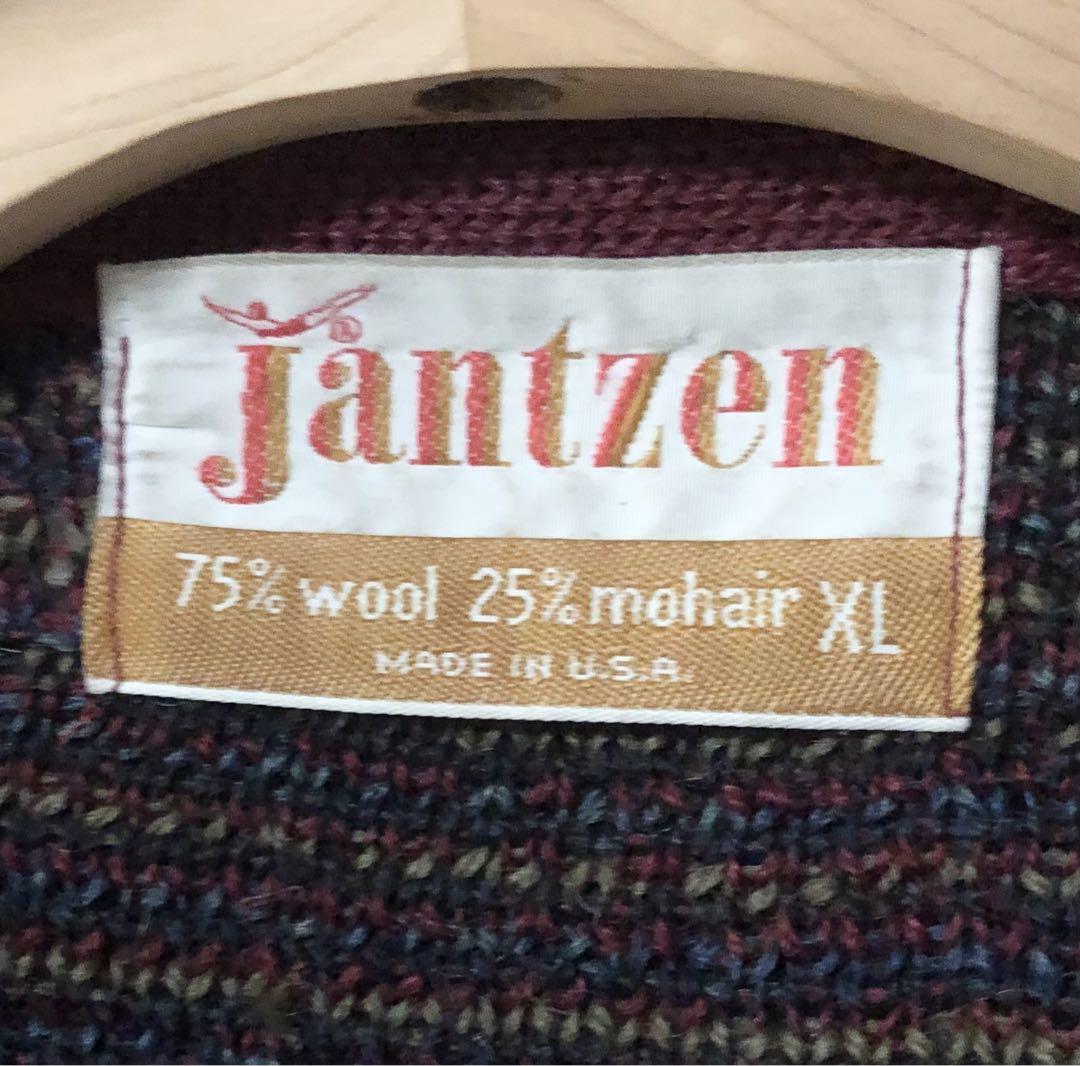 jantzen®
75% wool 25% mohair XL
MADE IN U.S.A.